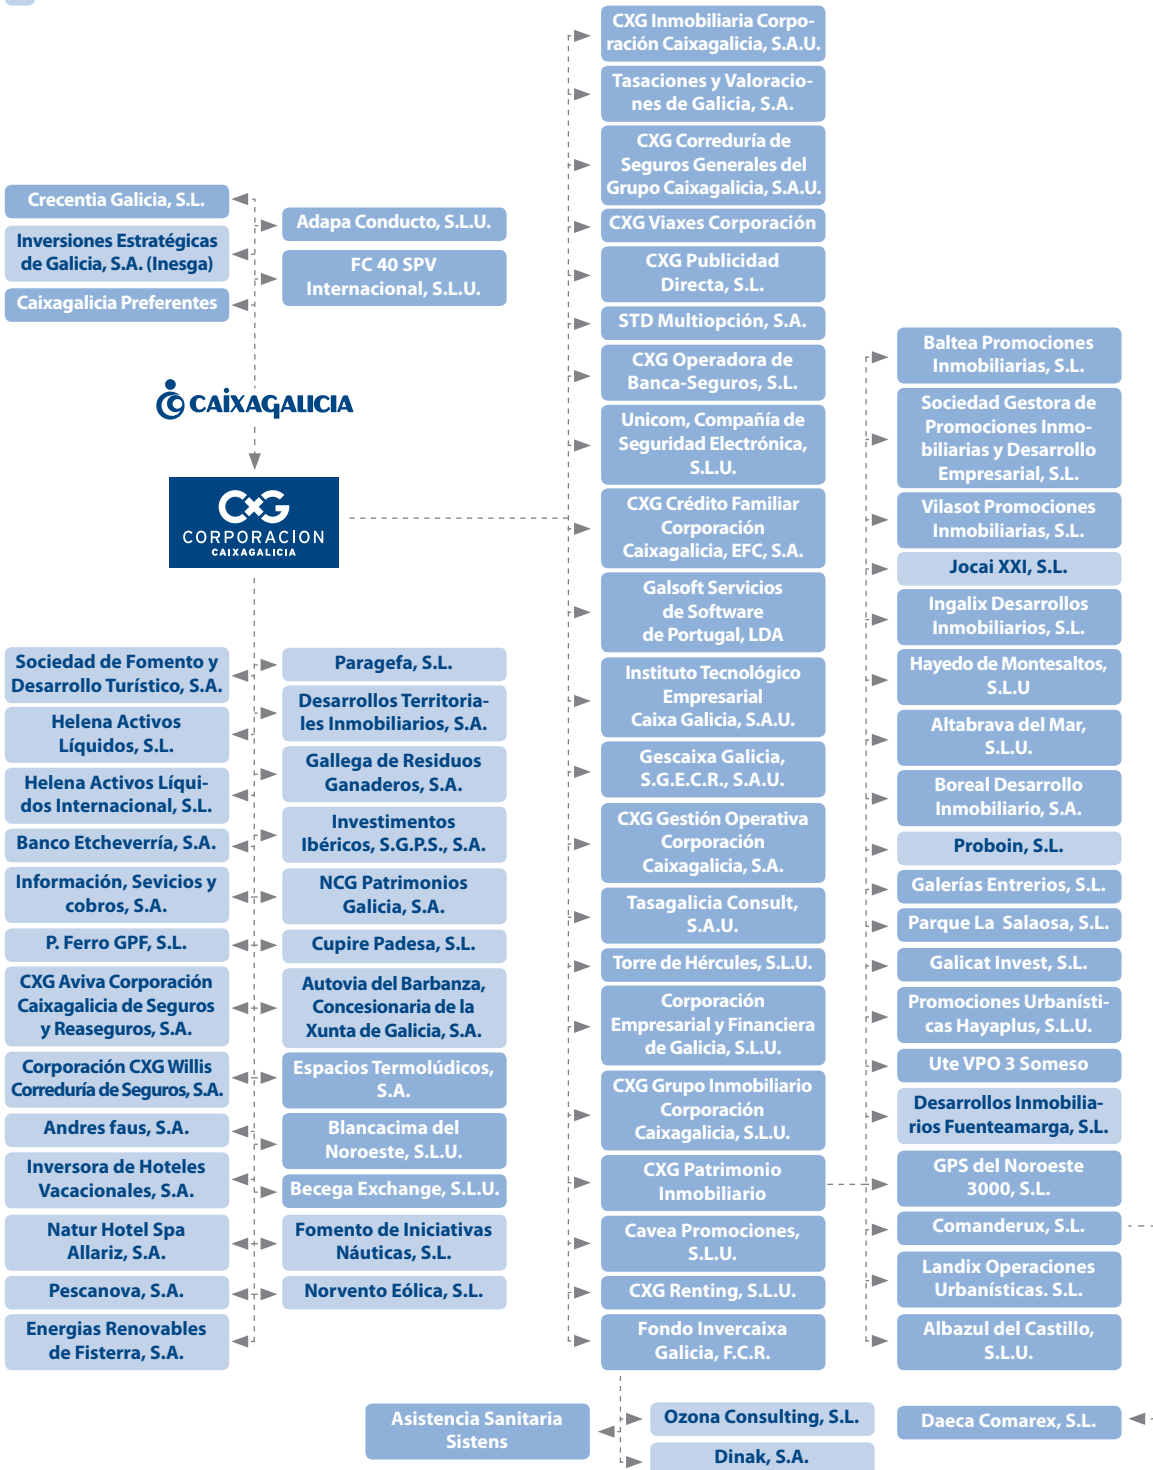 Crecentia Galicia, S.L.
Inversiones Estratégicas
de Galicia, S.A. (Inesga)
Caixagalicia Preferentes
Adapa Conducto, S.L.U.
FC 40 SPV
Internacional, S.L.U.
CAIXAGALICIA
CXG
CORPORACION
CAIXAGALICIA
Sociedad de Fomento y
Desarrollo Turístico, S.A.
Helena Activos
Líquidos, S.L.
Helena Activos Líqui-
dos Internacional, S.L.
Banco Etcheverría, S.A.
Información, Sevicios y
cobros, S.A.
P. Ferro GPF, S.L.
CXG Aviva Corporación
Caixagalicia de Seguros
y Reaseguros, S.A.
Corporación CXG Willis
Correduría de Seguros, S.A.
Andres faus, S.A.
Inversora de Hoteles
Vacacionales, S.A.
Natur Hotel Spa
Allariz, S.A.
Pescanova, S.A.
Energias Renovables
de Fisterra, S.A.
Paragefa, S.L.
Desarrollos Territoria-
les Inmobiliarios, S.A.
Gallega de Residuos
Ganaderos, S.A.
Investimentos
Ibéricos, S.G.P.S., S.A.
NCG Patrimonios
Galicia, S.A.
Cupire Padesa, S.L.
Autovia del Barbanza,
Concesionaria de la
Xunta de Galicia, S.A.
Espacios Termolúdicos,
S.A.
Blancacima del
Noroeste, S.L.U.
Becega Exchange, S.L.U.
Fomento de Iniciativas
Náuticas, S.L.
Norvento Eólica, S.L.
CXG Inmobiliaria Corpo-
ración Caixagalicia, S.A.U.
Tasaciones y Valoracio-
nes de Galicia, S.A.
CXG Correduría de
Seguros Generales del
Grupo Caixagalicia, S.A.U.
CXG Viaxes Corporación
CXG Publicidad
Directa, S.L.
STD Multiopción, S.A.
CXG Operadora de
Banca-Seguros, S.L.
Unicom, Compañía de
Seguridad Electrónica,
S.L.U.
CXG Crédito Familiar
Corporación
Caixagalicia, EFC, S.A.
Galsoft Servicios
de Software
de Portugal, LDA
Instituto Tecnológico
Empresarial
Caixa Galicia, S.A.U.
Gescaixa Galicia,
S.G.E.C.R., S.A.U.
CXG Gestión Operativa
Corporación
Caixagalicia, S.A.
Tasagalicia Consult,
S.A.U.
Torre de Hércules, S.L.U.
Corporación
Empresarial y Financiera
de Galicia, S.L.U.
CXG Grupo Inmobiliario
Corporación
Caixagalicia, S.L.U.
CXG Patrimonio
Inmobiliario
Cavea Promociones,
S.L.U.
CXG Renting, S.L.U.
Fondo Invercaixa
Galicia, F.C.R.
Asistencia Sanitaria
Sistens
Ozona Consulting, S.L.
Dinak, S.A.
Baltea Promociones
Inmobiliarias, S.L.
Sociedad Gestora de
Promociones Inmo-
biliarias y Desarrollo
Empresarial, S.L.
Vilasot Promociones
Inmobiliarias, S.L.
Jocai XXI, S.L.
Ingalix Desarrollos
Inmobiliarios, S.L.
Hayedo de Montesaltos,
S.L.U
Altabrava del Mar,
S.L.U.
Boreal Desarrollo
Inmobiliario, S.A.
Proboin, S.L.
Galerías Entrerios, S.L.
Parque La Salaosa, S.L.
Galicat Invest, S.L.
Promociones Urbanísti-
cas Hayaplus, S.L.U.
Ute VPO 3 Someso
Desarrollos Inmobilia-
rios Fuenteamarga, S.L.
GPS del Noroeste
3000, S.L.
Comanderux, S.L.
Landix Operaciones
Urbanísticas. S.L.
Albazul del Castillo,
S.L.U.
Daeca Comarex, S.L.